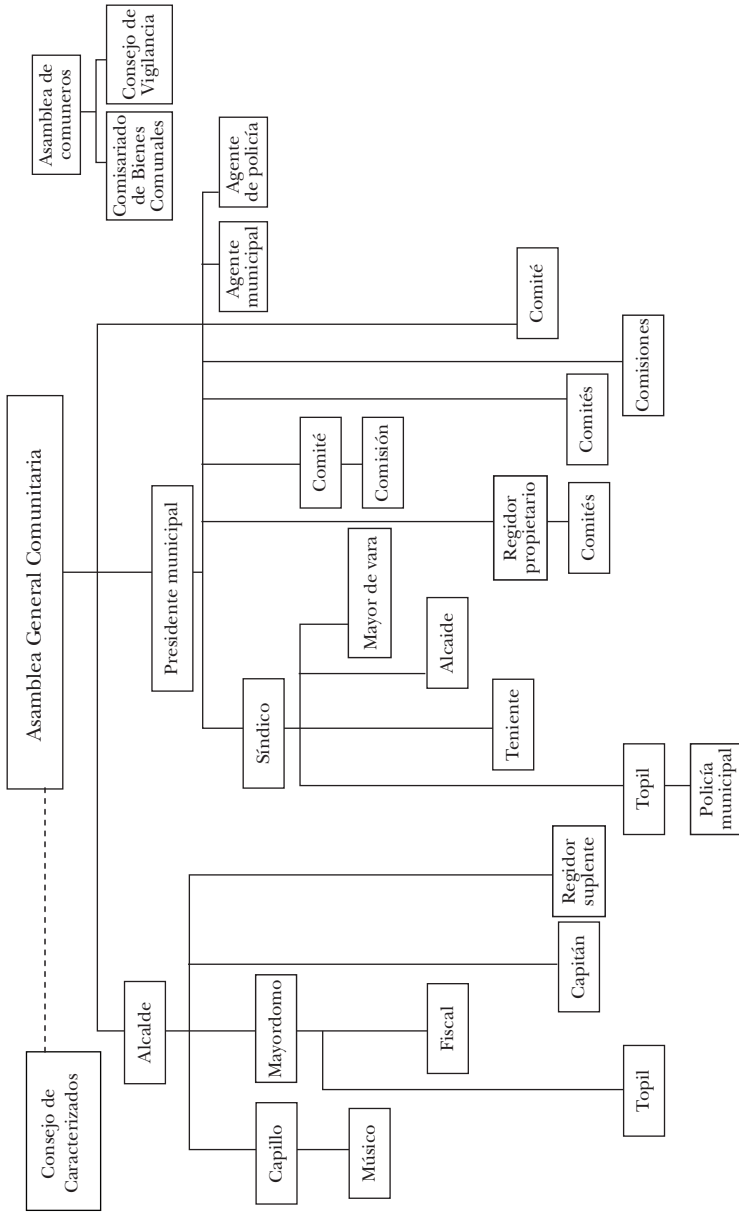 Asamblea General Comunitaria
Consejo de
Caracterizados
Asamblea de
comuneros
Comisariado
de Bienes
Comunales
Consejo de
Vigilancia
Alcalde
Presidente municipal
Capillo
Músico
Mayordomo
Fiscal
Topil
Capitán
Regidor
suplente
Síndico
Topil
Policía
municipal
Teniente
Alcaide
Mayor de vara
Regidor
propietario
Comités
Comité
Comisión
Comités
Comisiones
Comité
Agente
municipal
Agente
de policía